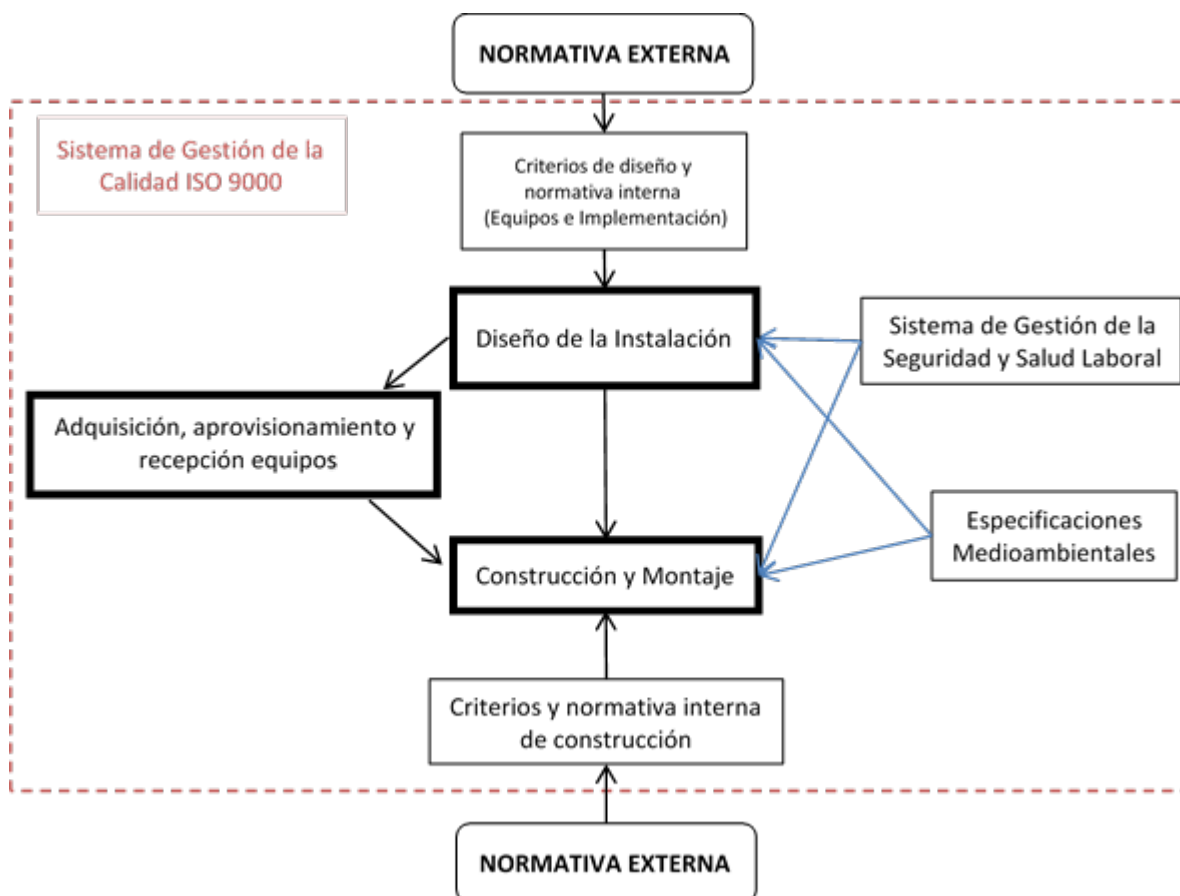 NORMATIVA EXTERNA
Sistema de Gestión de la
Calidad ISO 9000
Criterios de diseño y
normativa interna
(Equipos e Implementación)
Diseño de la Instalación
Sistema de Gestión de la
Seguridad y Salud Laboral
Adquisición, aprovisionamiento y
recepción equipos
Especificaciones
Medioambientales
Construcción y Montaje
Criterios y normativa interna
de construcción
NORMATIVA EXTERNA